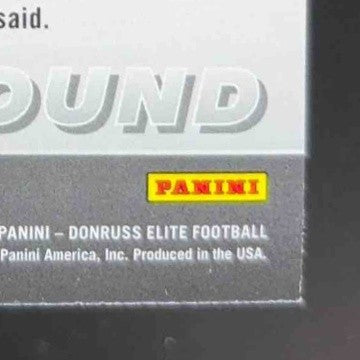 said.
OUND
PANINI
PANINI – DONRUSS ELITE FOOTBALL
Panini America, Inc. Produced in the USA.